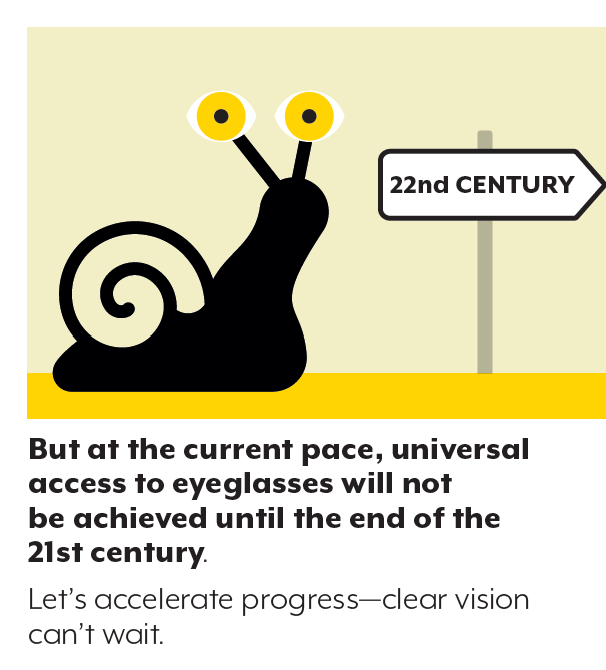 22nd CENTURY
But at the current pace, universal
access to eyeglasses will not
be achieved until the end of the
21st century.
Let’s accelerate progress—clear vision
can’t wait.